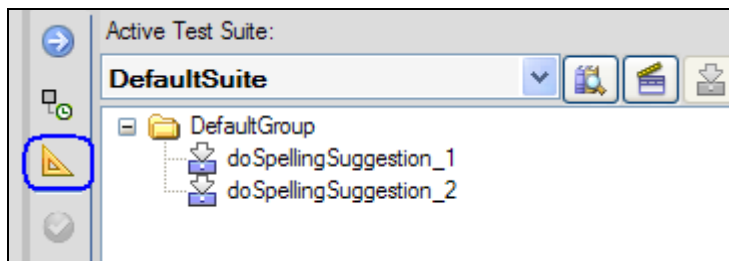 Active Test Suite:
DefaultSuite
DefaultGroup
doSpellingSuggestion_1
doSpellingSuggestion_2